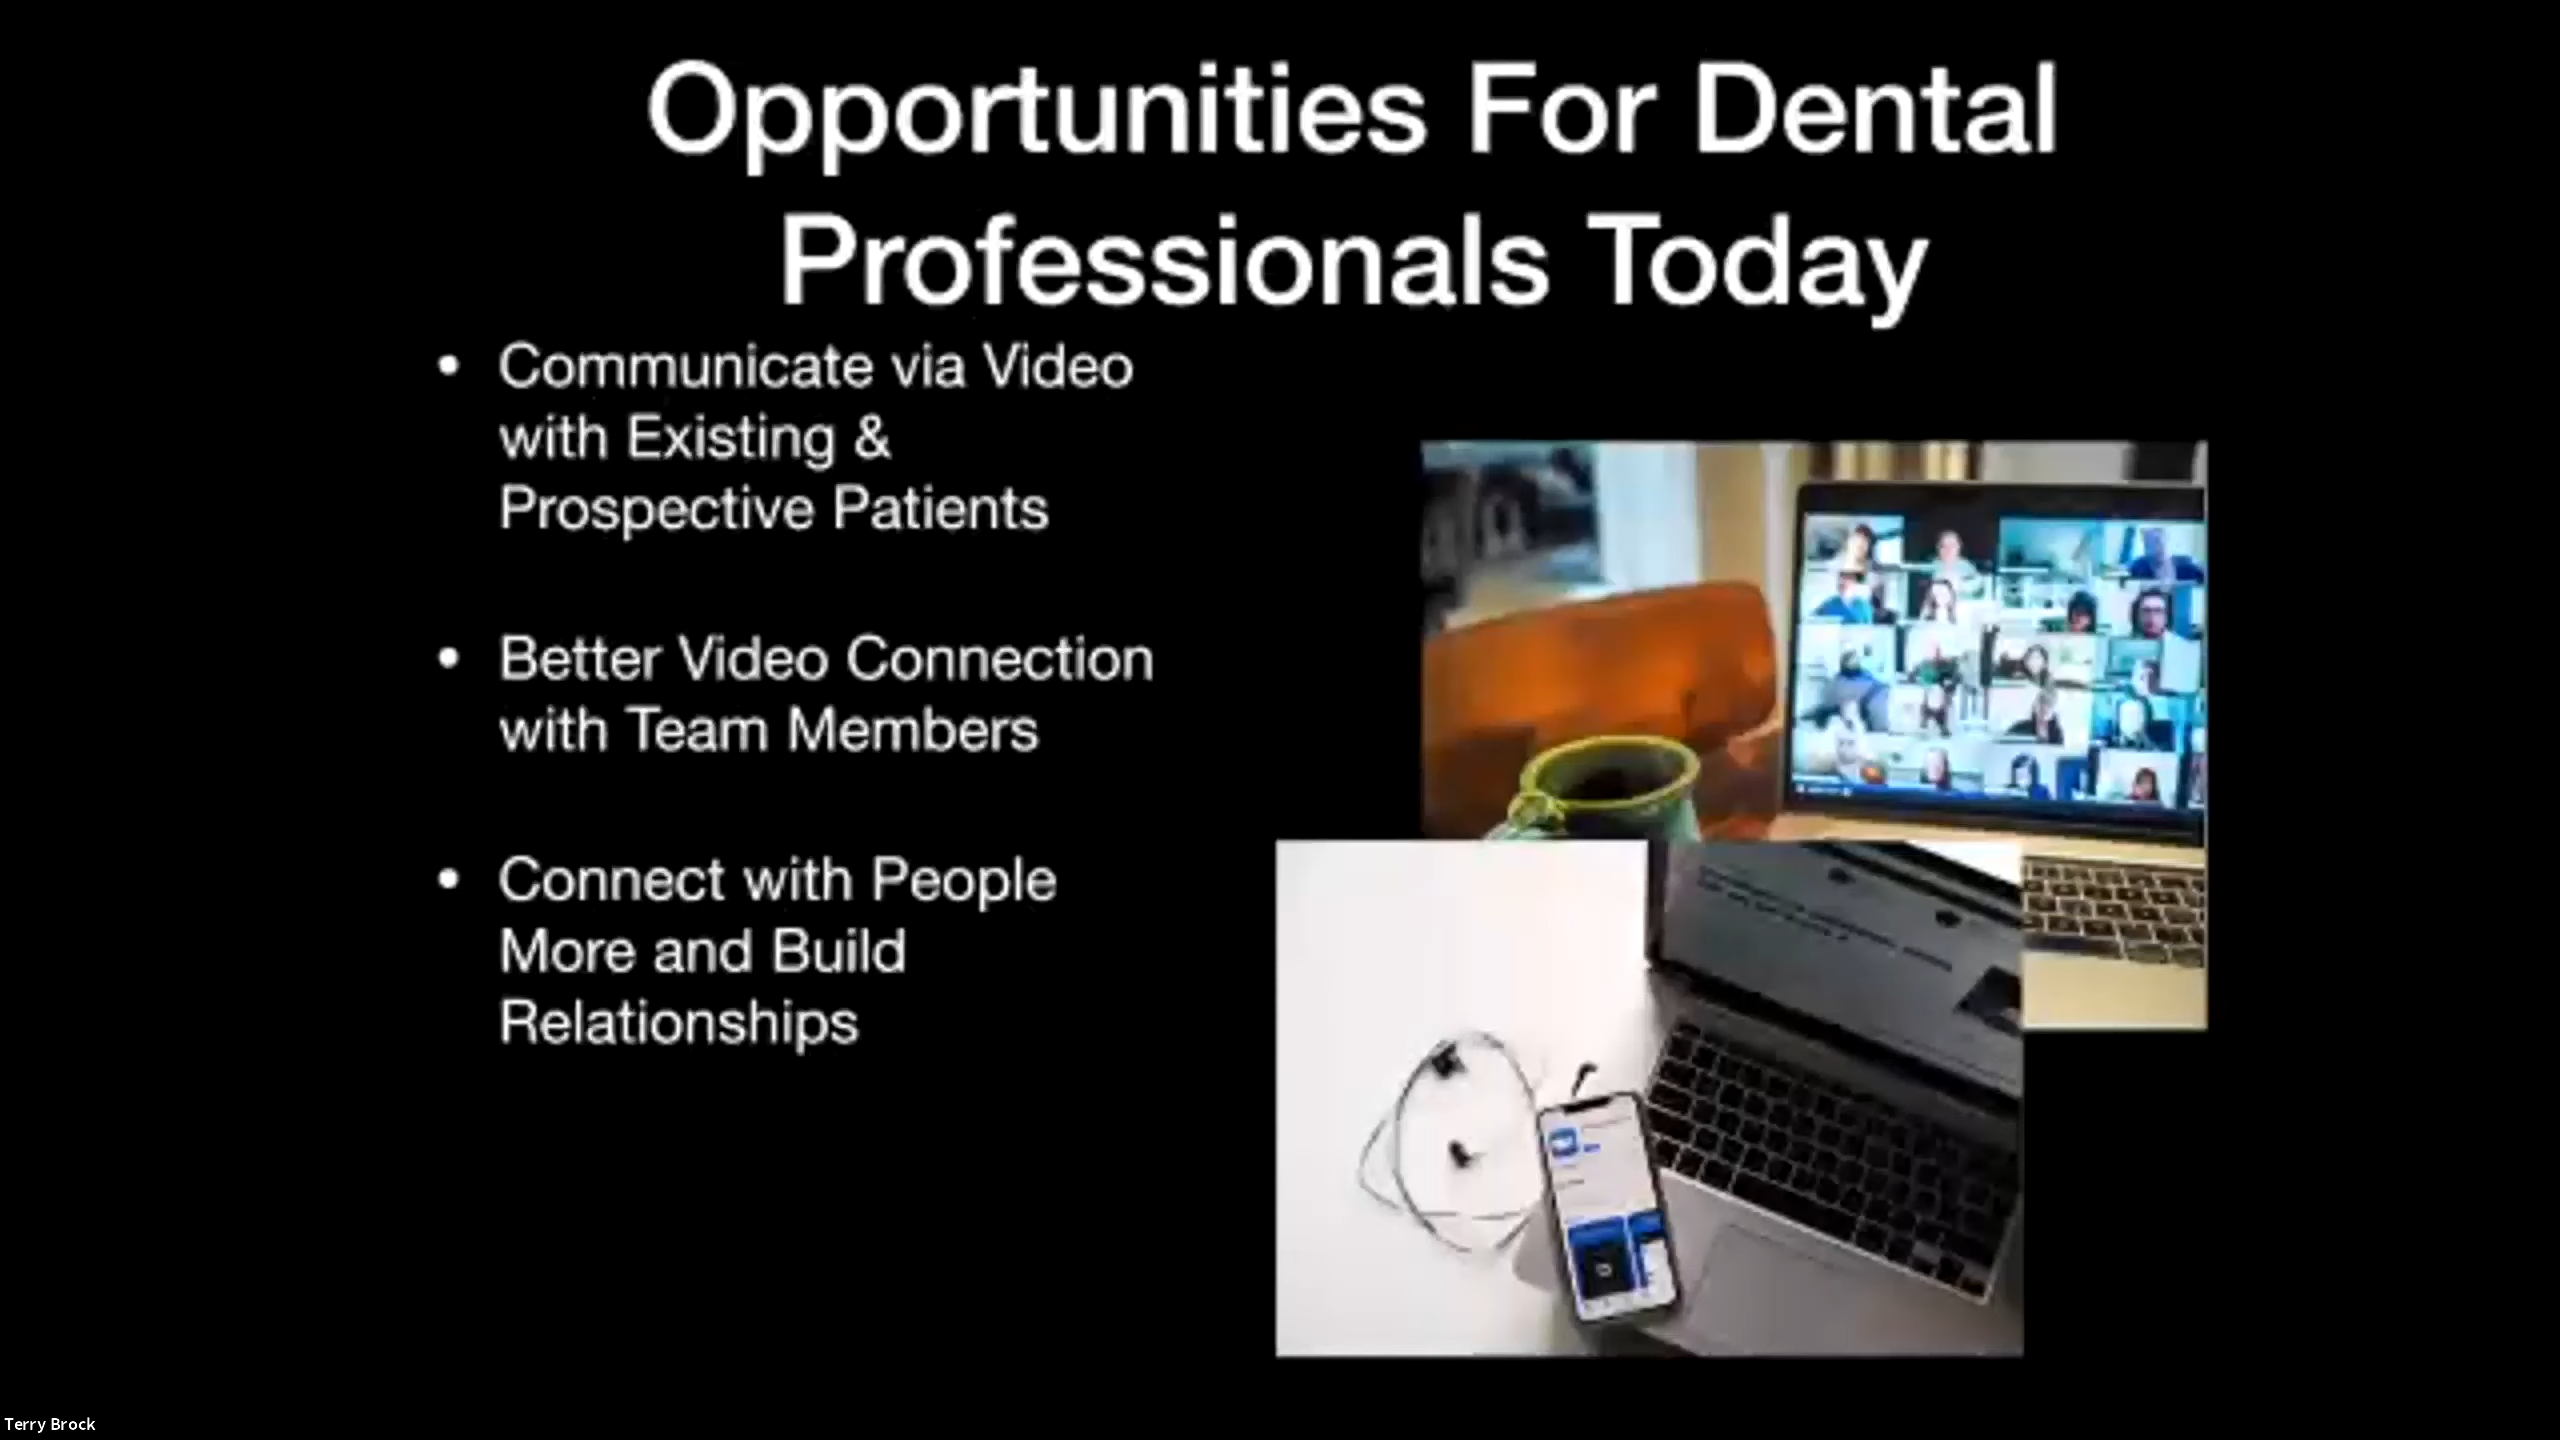 Opportunities For Dental
Professionals Today
• Communicate via Video
with Existing &
Prospective Patients
• Better Video Connection
with Team Members
• Connect with People
More and Build
Relationships
Terry Brock